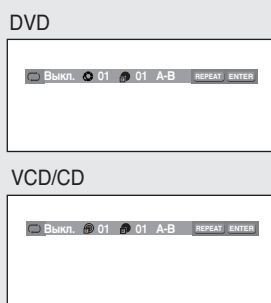 DVD
Выкл. 01 01 A-B REPEAT ENTER
VCD/CD
Выкл. 01 01 A-B REPEAT ENTER